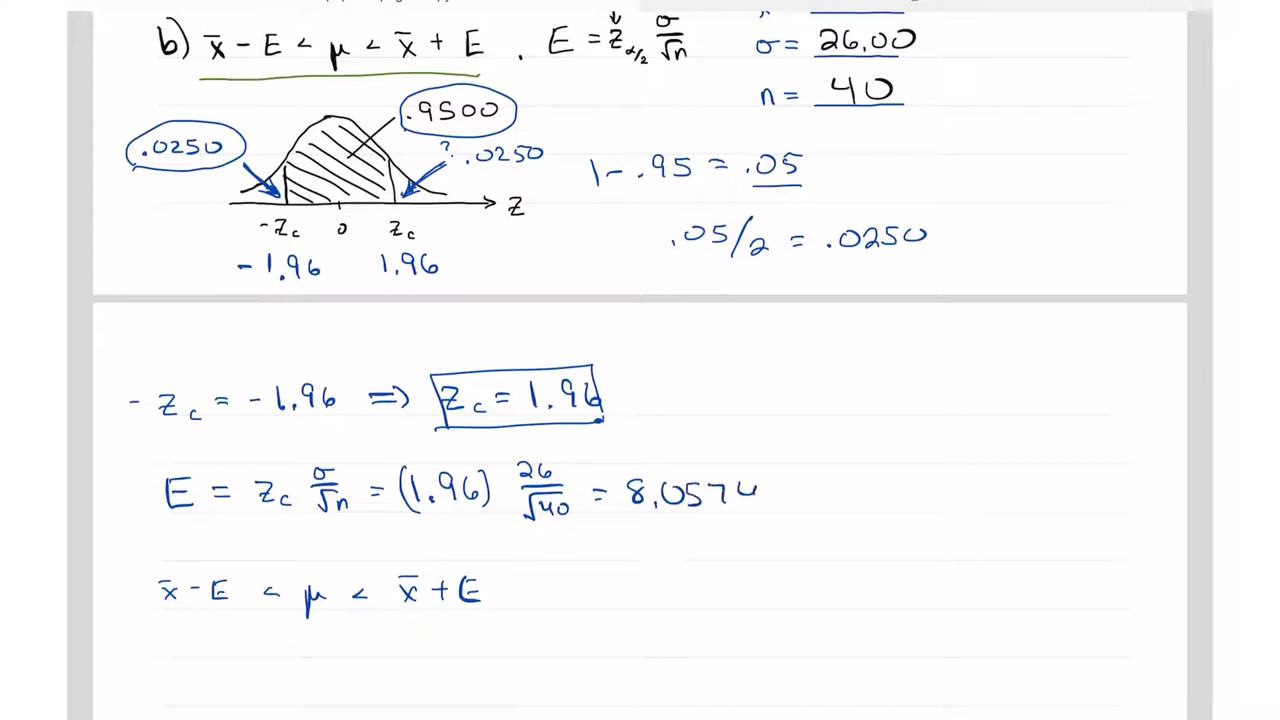 b) x̄ - E < μ < x̄ + E , E = z_α/2 σ/√n
σ = 26.00
n = 40
.9500
.0250
? .0250
1 - .95 = .05
-z_c 0 z_c z
-1.96 1.96
.05/2 = .0250
- z_c = -1.96 => z_c = 1.96
E = z_c σ/√n = (1.96) 26/√40 = 8.0574
x̄ - E < μ < x̄ + E